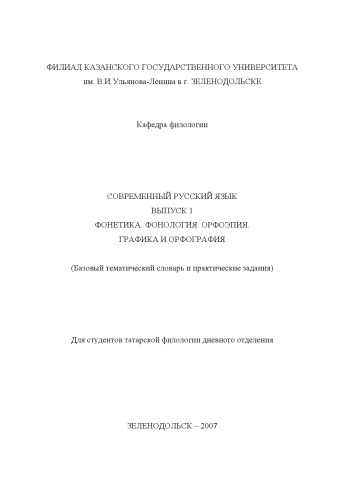 ФИЛИАЛ КАЗАНСКОГО ГОСУДАРСТВЕННОГО УНИВЕРСИТЕТА
им. В.И.Ульянова-Ленина в г. ЗЕЛЕНОДОЛЬСКЕ
Кафедра филологии
СОВРЕМЕННЫЙ РУССКИЙ ЯЗЫК
ВЫПУСК 1
ФОНЕТИКА. ФОНОЛОГИЯ. ОРФОЭПИЯ.
ГРАФИКА И ОРФОГРАФИЯ
(Базовый тематический словарь и практические задания)
Для студентов татарской филологии дневного отделения
ЗЕЛЕНОДОЛЬСК – 2007